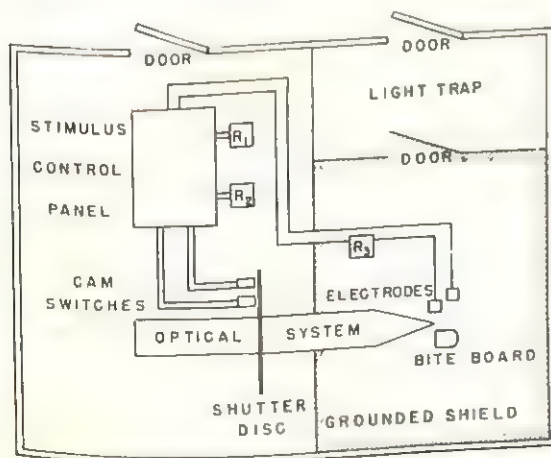 DOOR
DOOR
LIGHT TRAP
STIMULUS
CONTROL
PANEL
R1
R2
DOOR
R3
CAM
SWITCHES
ELECTRODES
OPTICAL SYSTEM
BITE BOARD
SHUTTER
DISC
GROUNDED SHIELD